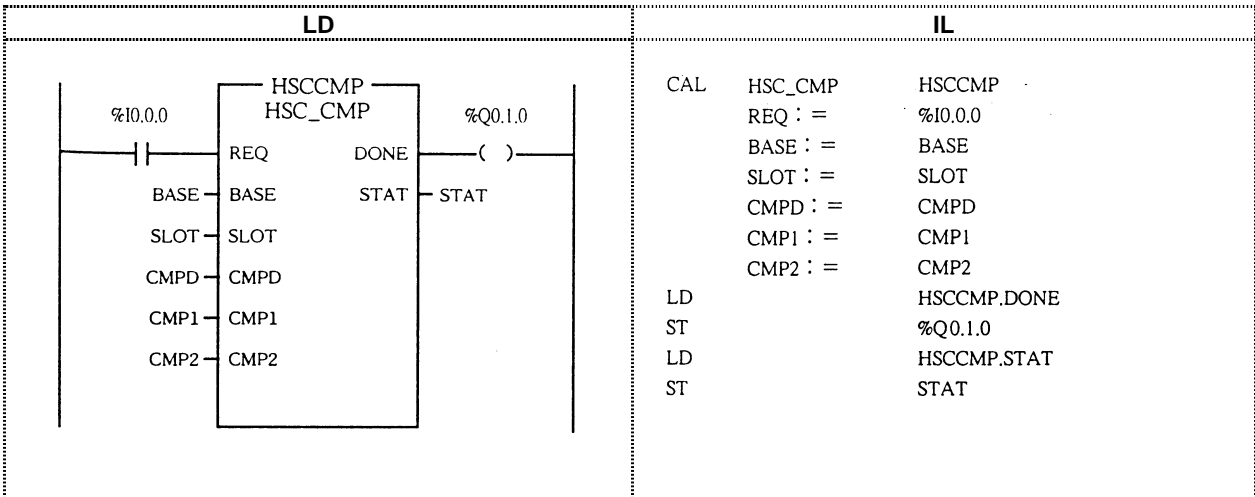 LD
HSCCMP
HSC_CMP
%I0.0.0
%Q0.1.0
REQ DONE
BASE BASE STAT STAT
SLOT SLOT
CMPD CMPD
CMP1 CMP1
CMP2 CMP2
IL
CAL HSC_CMP HSCCMP
REQ : = %I0.0.0
BASE : = BASE
SLOT : = SLOT
CMPD : = CMPD
CMP1 : = CMP1
CMP2 : = CMP2
LD HSCCMP.DONE
ST %Q0.1.0
LD HSCCMP.STAT
ST STAT